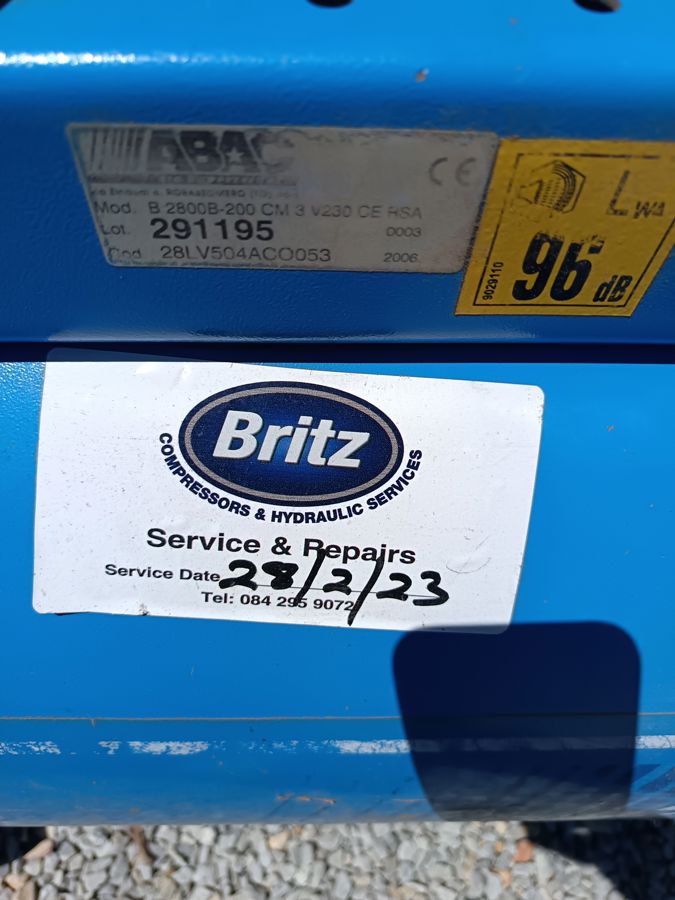 ABAC
Mod. B 2800B-200 CM 3 V230 CE RSA
Lot. 291195 0003
Cod. 28LV504ACO053 2006.
CE
LWA
96 dB
9029110
Britz
COMPRESSORS & HYDRAULIC SERVICES
Service & Repairs
Service Date 28/2/23
Tel: 084 295 9072